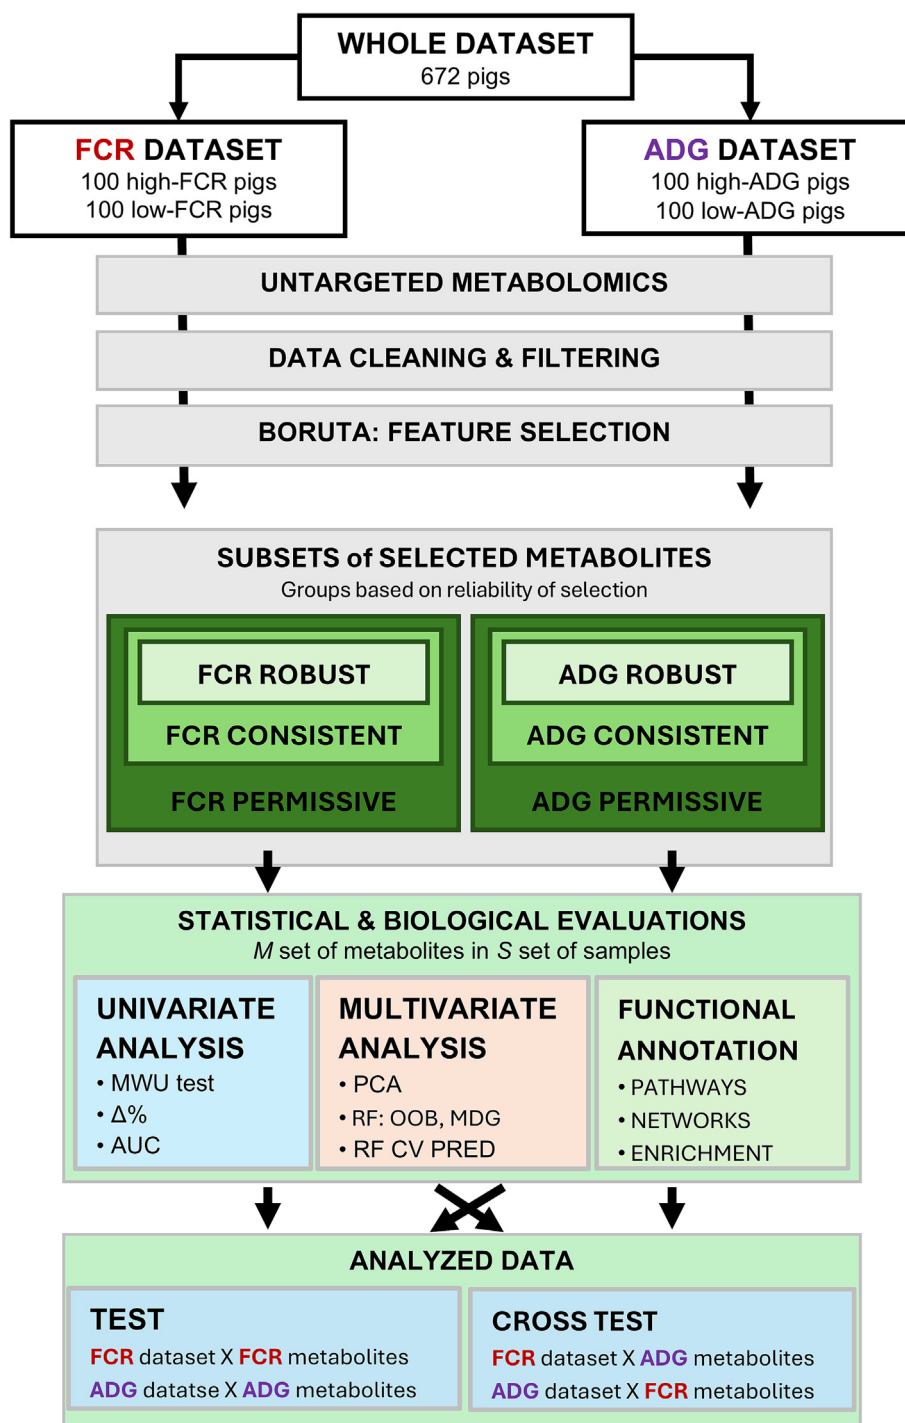 WHOLE DATASET
672 pigs
FCR DATASET
100 high-FCR pigs
100 low-FCR pigs
ADG DATASET
100 high-ADG pigs
100 low-ADG pigs
UNTARGETED METABOLOMICS
DATA CLEANING & FILTERING
BORUTA: FEATURE SELECTION
SUBSETS of SELECTED METABOLITES
Groups based on reliability of selection
FCR ROBUST
FCR CONSISTENT
FCR PERMISSIVE
ADG ROBUST
ADG CONSISTENT
ADG PERMISSIVE
STATISTICAL & BIOLOGICAL EVALUATIONS
M set of metabolites in S set of samples
UNIVARIATE
ANALYSIS
• MWU test
• Δ%
• AUC
MULTIVARIATE
ANALYSIS
• PCA
• RF: OOB, MDG
• RF CV PRED
FUNCTIONAL
ANNOTATION
• PATHWAYS
• NETWORKS
• ENRICHMENT
ANALYZED DATA
TEST
FCR dataset X FCR metabolites
ADG datatse X ADG metabolites
CROSS TEST
FCR dataset X ADG metabolites
ADG dataset X FCR metabolites